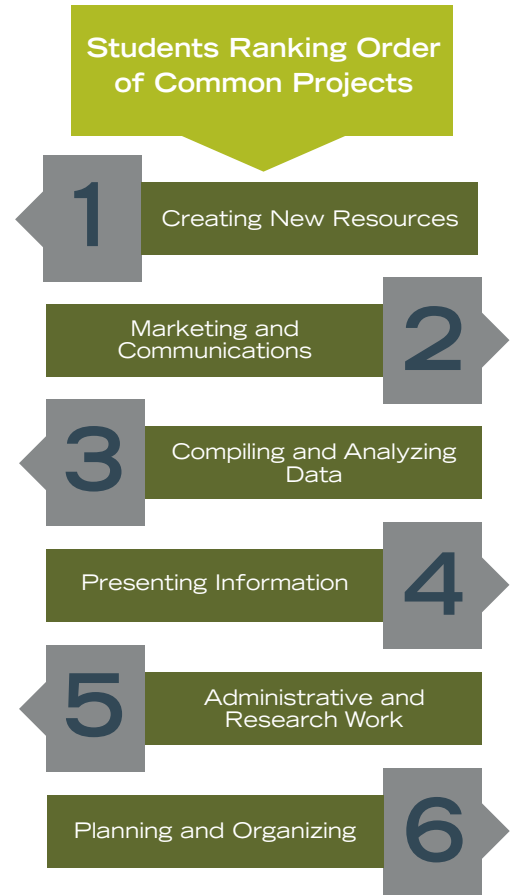 Students Ranking Order
of Common Projects
1
Creating New Resources
Marketing and
Communications
2
3
Compiling and Analyzing
Data
Presenting Information
4
5
Administrative and
Research Work
Planning and Organizing
6